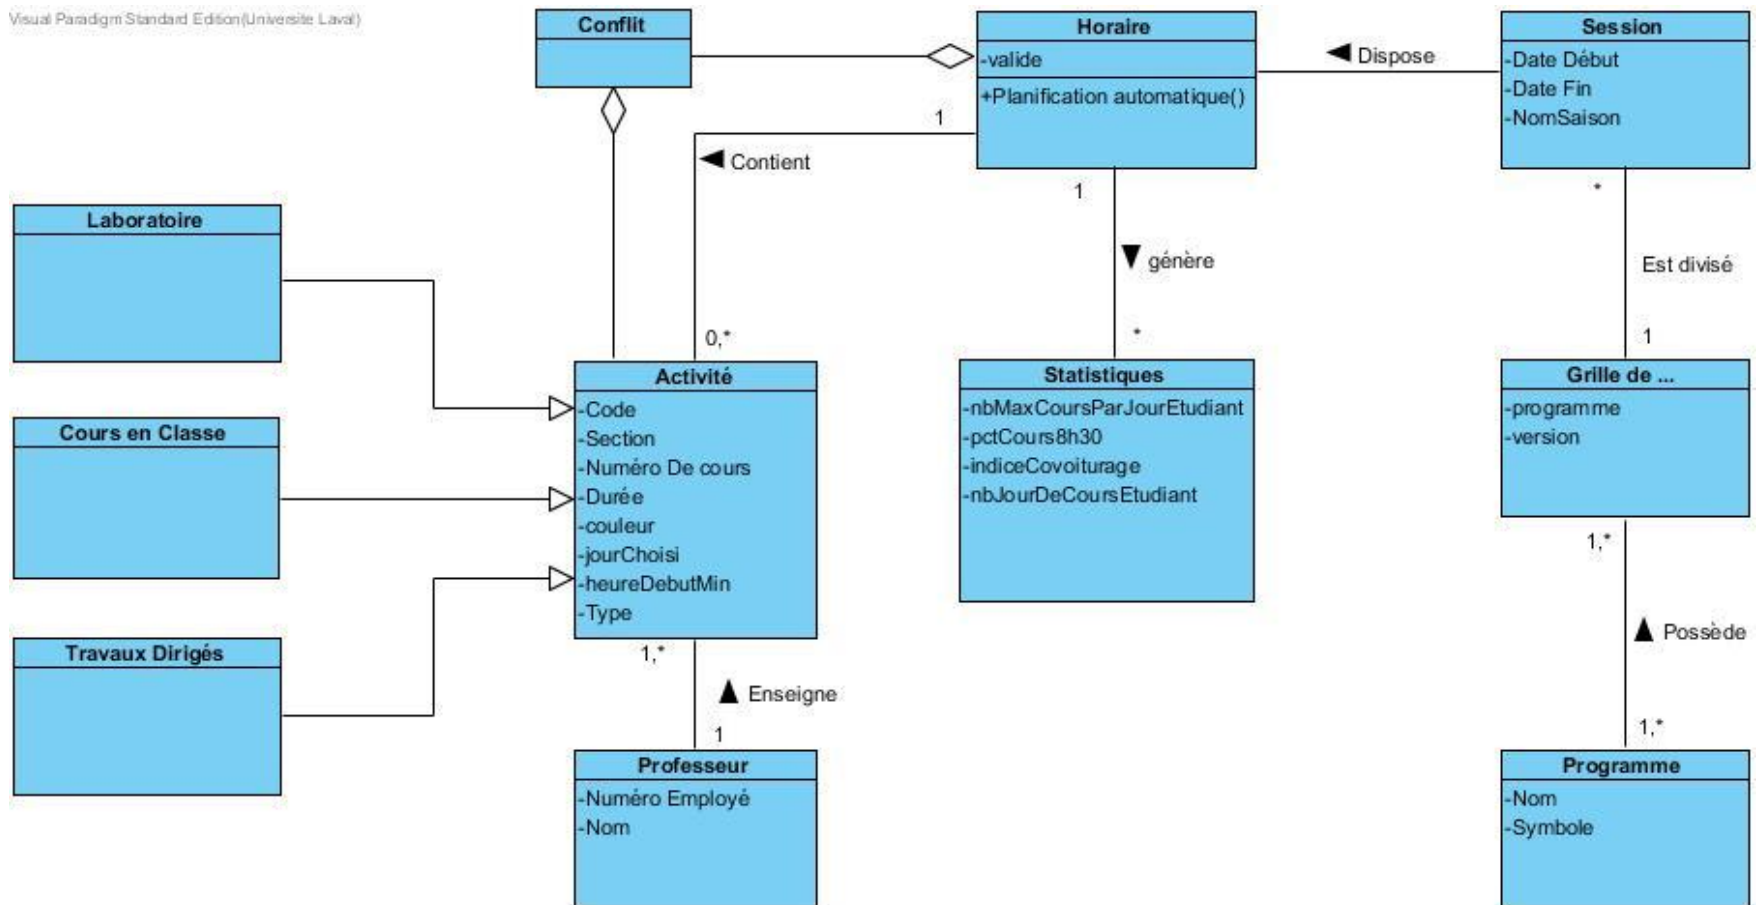 Visual Paradigm Standard Edition(Universite Laval)
Conflit
Horaire
-valide
+Planification automatique()
Dispose
Session
-Date Début
-Date Fin
-NomSaison
1
Contient
1
*
Laboratoire
génère
Est divisé
0,*
*
1
Activité
-Code
-Section
-Numéro De cours
-Durée
-couleur
-jourChoisi
-heureDebutMin
-Type
Statistiques
-nbMaxCoursParJourEtudiant
-pctCours8h30
-indiceCovoiturage
-nbJourDeCoursEtudiant
Grille de ...
-programme
-version
Cours en Classe
1,*
Travaux Dirigés
1,*
Possède
Enseigne
1
1,*
Professeur
-Numéro Employé
-Nom
Programme
-Nom
-Symbole